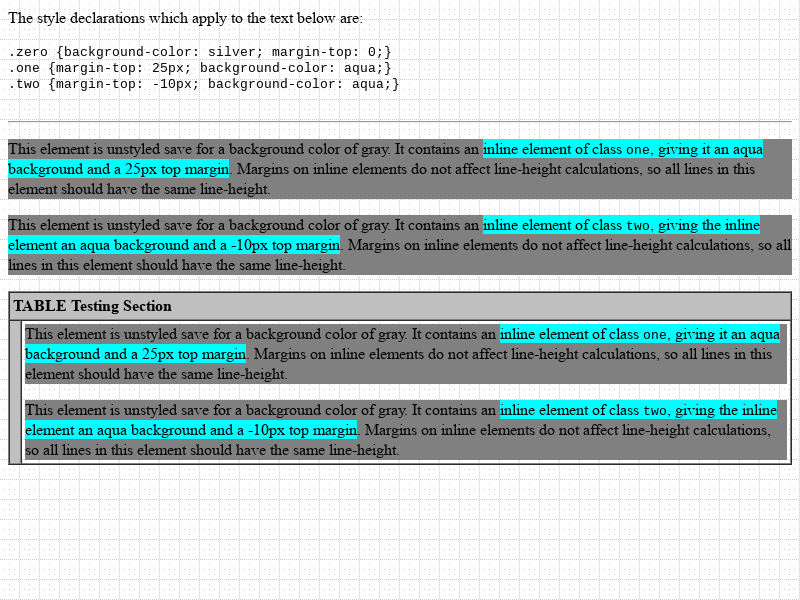 The style declarations which apply to the text below are:
.zero {background-color: silver; margin-top: 0;}
.one {margin-top: 25px; background-color: aqua;}
.two {margin-top: -10px; background-color: aqua;}
This element is unstyled save for a background color of gray. It contains an inline element of class one, giving it an aqua
background and a 25px top margin. Margins on inline elements do not affect line-height calculations, so all lines in this
element should have the same line-height.
This element is unstyled save for a background color of gray. It contains an inline element of class two, giving the inline
element an aqua background and a -10px top margin. Margins on inline elements do not affect line-height calculations, so all
lines in this element should have the same line-height.
TABLE Testing Section
This element is unstyled save for a background color of gray. It contains an inline element of class one, giving it an aqua
background and a 25px top margin. Margins on inline elements do not affect line-height calculations, so all lines in this
element should have the same line-height.
This element is unstyled save for a background color of gray. It contains an inline element of class two, giving the inline
element an aqua background and a -10px top margin. Margins on inline elements do not affect line-height calculations,
so all lines in this element should have the same line-height.